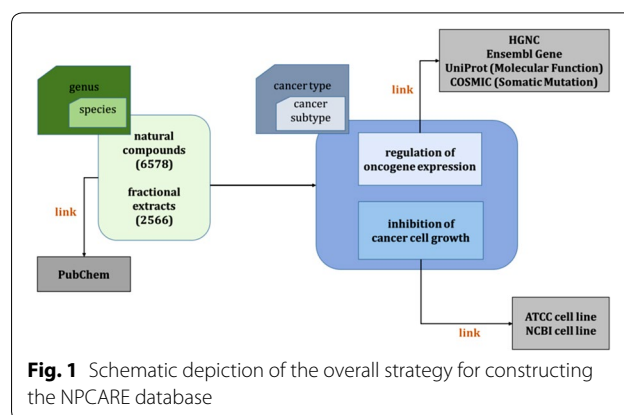 genus
species
natural
compounds
(6578)
fractional
extracts
(2566)
link
PubChem
cancer type
cancer
subtype
regulation of
oncogene expression
inhibition of
cancer cell growth
link
HGNC
Ensembl Gene
UniProt (Molecular Function)
COSMIC (Somatic Mutation)
link
ATCC cell line
NCBI cell line
Fig. 1 Schematic depiction of the overall strategy for constructing
the NPCARE database